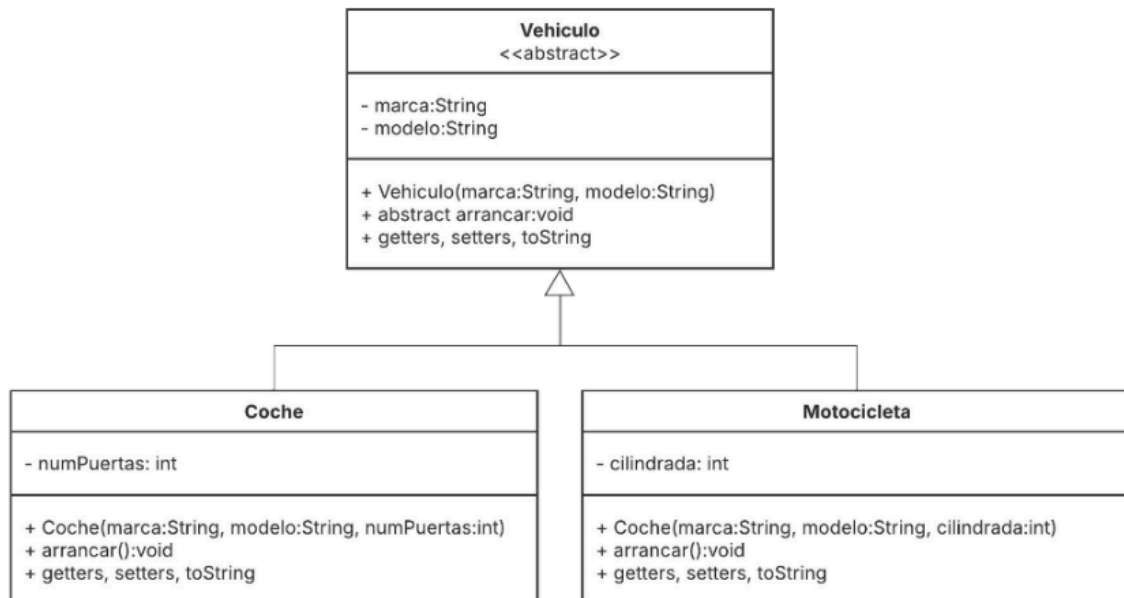 Vehiculo
<<abstract>>
- marca:String
- modelo:String
+ Vehiculo(marca:String, modelo:String)
+ abstract arrancar:void
+ getters, setters, toString
Coche
- numPuertas: int
+ Coche(marca:String, modelo:String, numPuertas:int)
+ arrancar():void
+ getters, setters, toString
Motocicleta
- cilindrada: int
+ Coche(marca:String, modelo:String, cilindrada:int)
+ arrancar():void
+ getters, setters, toString